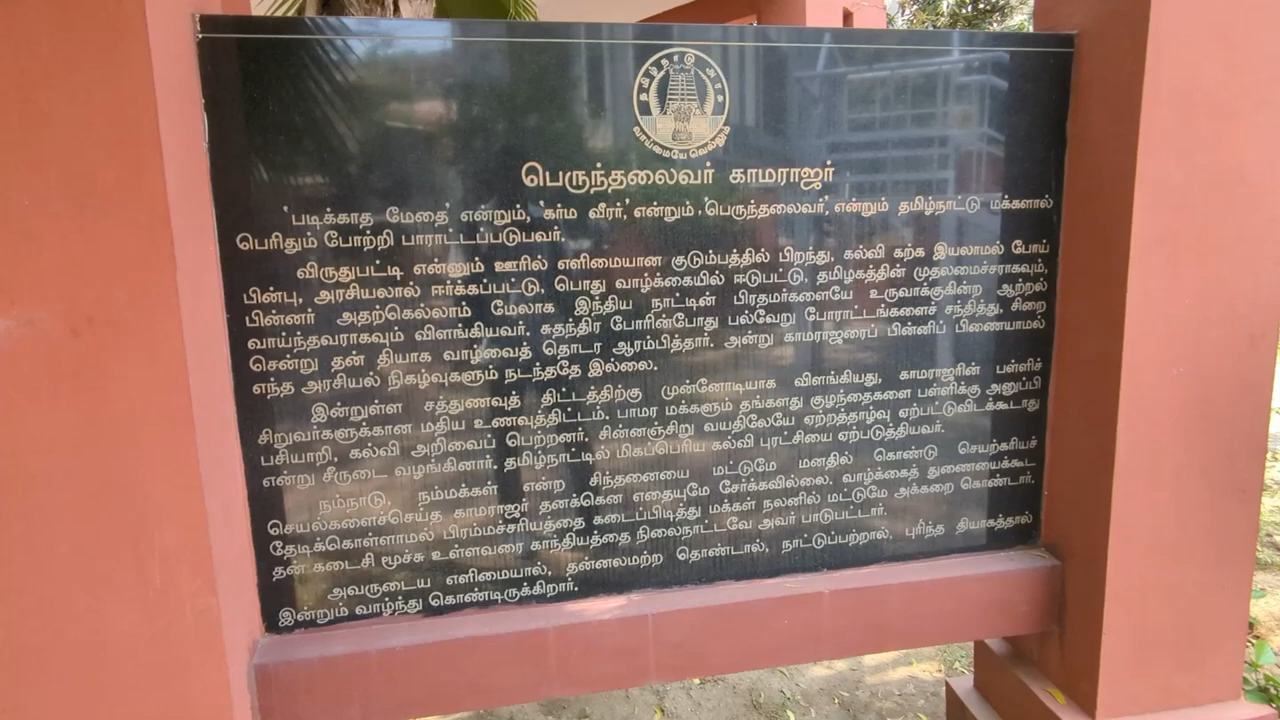 தமிழ்நாடு அரசு
வாய்மையே வெல்லும்
பெருந்தலைவர் காமராஜர்
'படிக்காத மேதை' என்றும், 'கர்ம வீரர்' என்றும், 'பெருந்தலைவர்', என்றும் தமிழ்நாட்டு மக்களால்
பெரிதும் போற்றி பாராட்டப்படுபவர்.
விருதுபட்டி என்னும் ஊரில் எளிமையான குடும்பத்தில் பிறந்து, கல்வி கற்க இயலாமல் போய்
பின்பு, அரசியலால் ஈர்க்கப்பட்டு, பொது வாழ்க்கையில் ஈடுபட்டு, தமிழகத்தின் முதலமைச்சராகவும்,
பின்னர் அதற்கெல்லாம் மேலாக இந்திய நாட்டின் பிரதமர்களையே உருவாக்குகின்ற ஆற்றல்
வாய்ந்தவராகவும் விளங்கியவர். சுதந்திர போரின்போது பல்வேறு போராட்டங்களைச் சந்தித்து, சிறை
சென்று தன் தியாக வாழ்வைத் தொடர ஆரம்பித்தார். அன்று காமராஜரைப் பின்னிப் பிணையாமல்
எந்த அரசியல் நிகழ்வுகளும் நடந்ததே இல்லை.
இன்றுள்ள சத்துணவுத் திட்டத்திற்கு முன்னோடியாக விளங்கியது, காமராஜரின் பள்ளிச்
சிறுவர்களுக்கான மதிய உணவுத்திட்டம். பாமர மக்களும் தங்களது குழந்தைகளை பள்ளிக்கு அனுப்பி
பசியாறி, கல்வி அறிவைப் பெற்றனர். சின்னஞ்சிறு வயதிலேயே ஏற்றத்தாழ்வு ஏற்பட்டுவிடக்கூடாது
என்று சீருடை வழங்கினார். தமிழ்நாட்டில் மிகப்பெரிய கல்வி புரட்சியை ஏற்படுத்தியவர்.
நம்நாடு, நம்மக்கள் என்ற சிந்தனையை மட்டுமே மனதில் கொண்டு செயற்கரியச்
செயல்களைச்செய்த காமராஜர் தனக்கென எதையுமே சேர்க்கவில்லை. வாழ்க்கைத் துணையைக்கூட
தேடிக்கொள்ளாமல் பிரம்மச்சரியத்தை கடைப்பிடித்து மக்கள் நலனில் மட்டுமே அக்கறை கொண்டார்.
தன் கடைசி மூச்சு உள்ளவரை காந்தியத்தை நிலைநாட்டவே அவர் பாடுபட்டார்.
அவருடைய எளிமையால், தன்னலமற்ற தொண்டால், நாட்டுப்பற்றால், புரிந்த தியாகத்தால்
இன்றும் வாழ்ந்து கொண்டிருக்கிறார்.